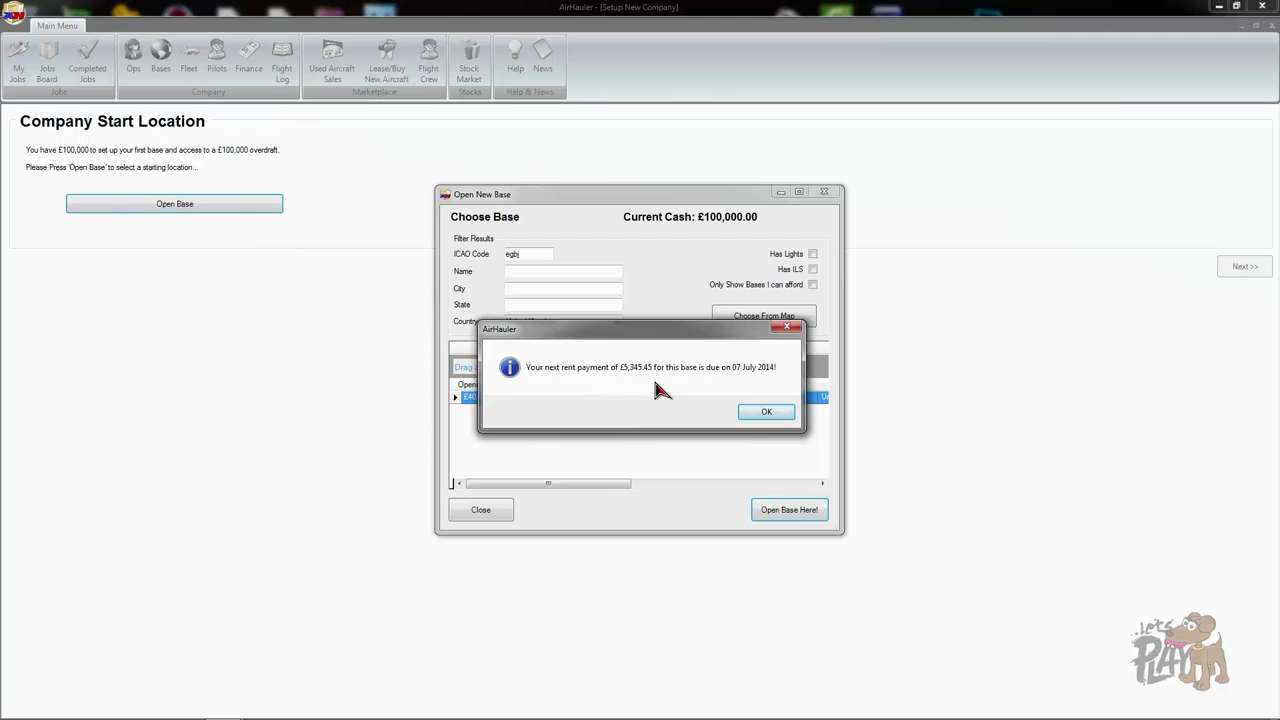 AirHauler - [Setup New Company]
Main Menu
My Jobs
Jobs Board
Completed Jobs
Ops
Bases
Fleet
Pilots
Finance
Flight Log
Used Aircraft Sales
Lease/Buy New Aircraft
Flight Crew
Stock Market
Help
News
Jobs
Company
Marketplace
Stocks
Help & News
Company Start Location
You have £100,000 to set up your first base and access to a £100,000 overdraft.
Please Press 'Open Base' to select a starting location...
Open Base
Next >>
Open New Base
Choose Base
Current Cash: £100,000.00
Filter Results
ICAO Code
egbj
Has Lights
Name
Has ILS
City
Only Show Bases I can afford
State
Choose From Map
Country
AirHauler
Your next rent payment of £5,345.45 for this base is due on 07 July 2014!
OK
Drag a
£40
Close
Open Base Here!
..lets
PLAY